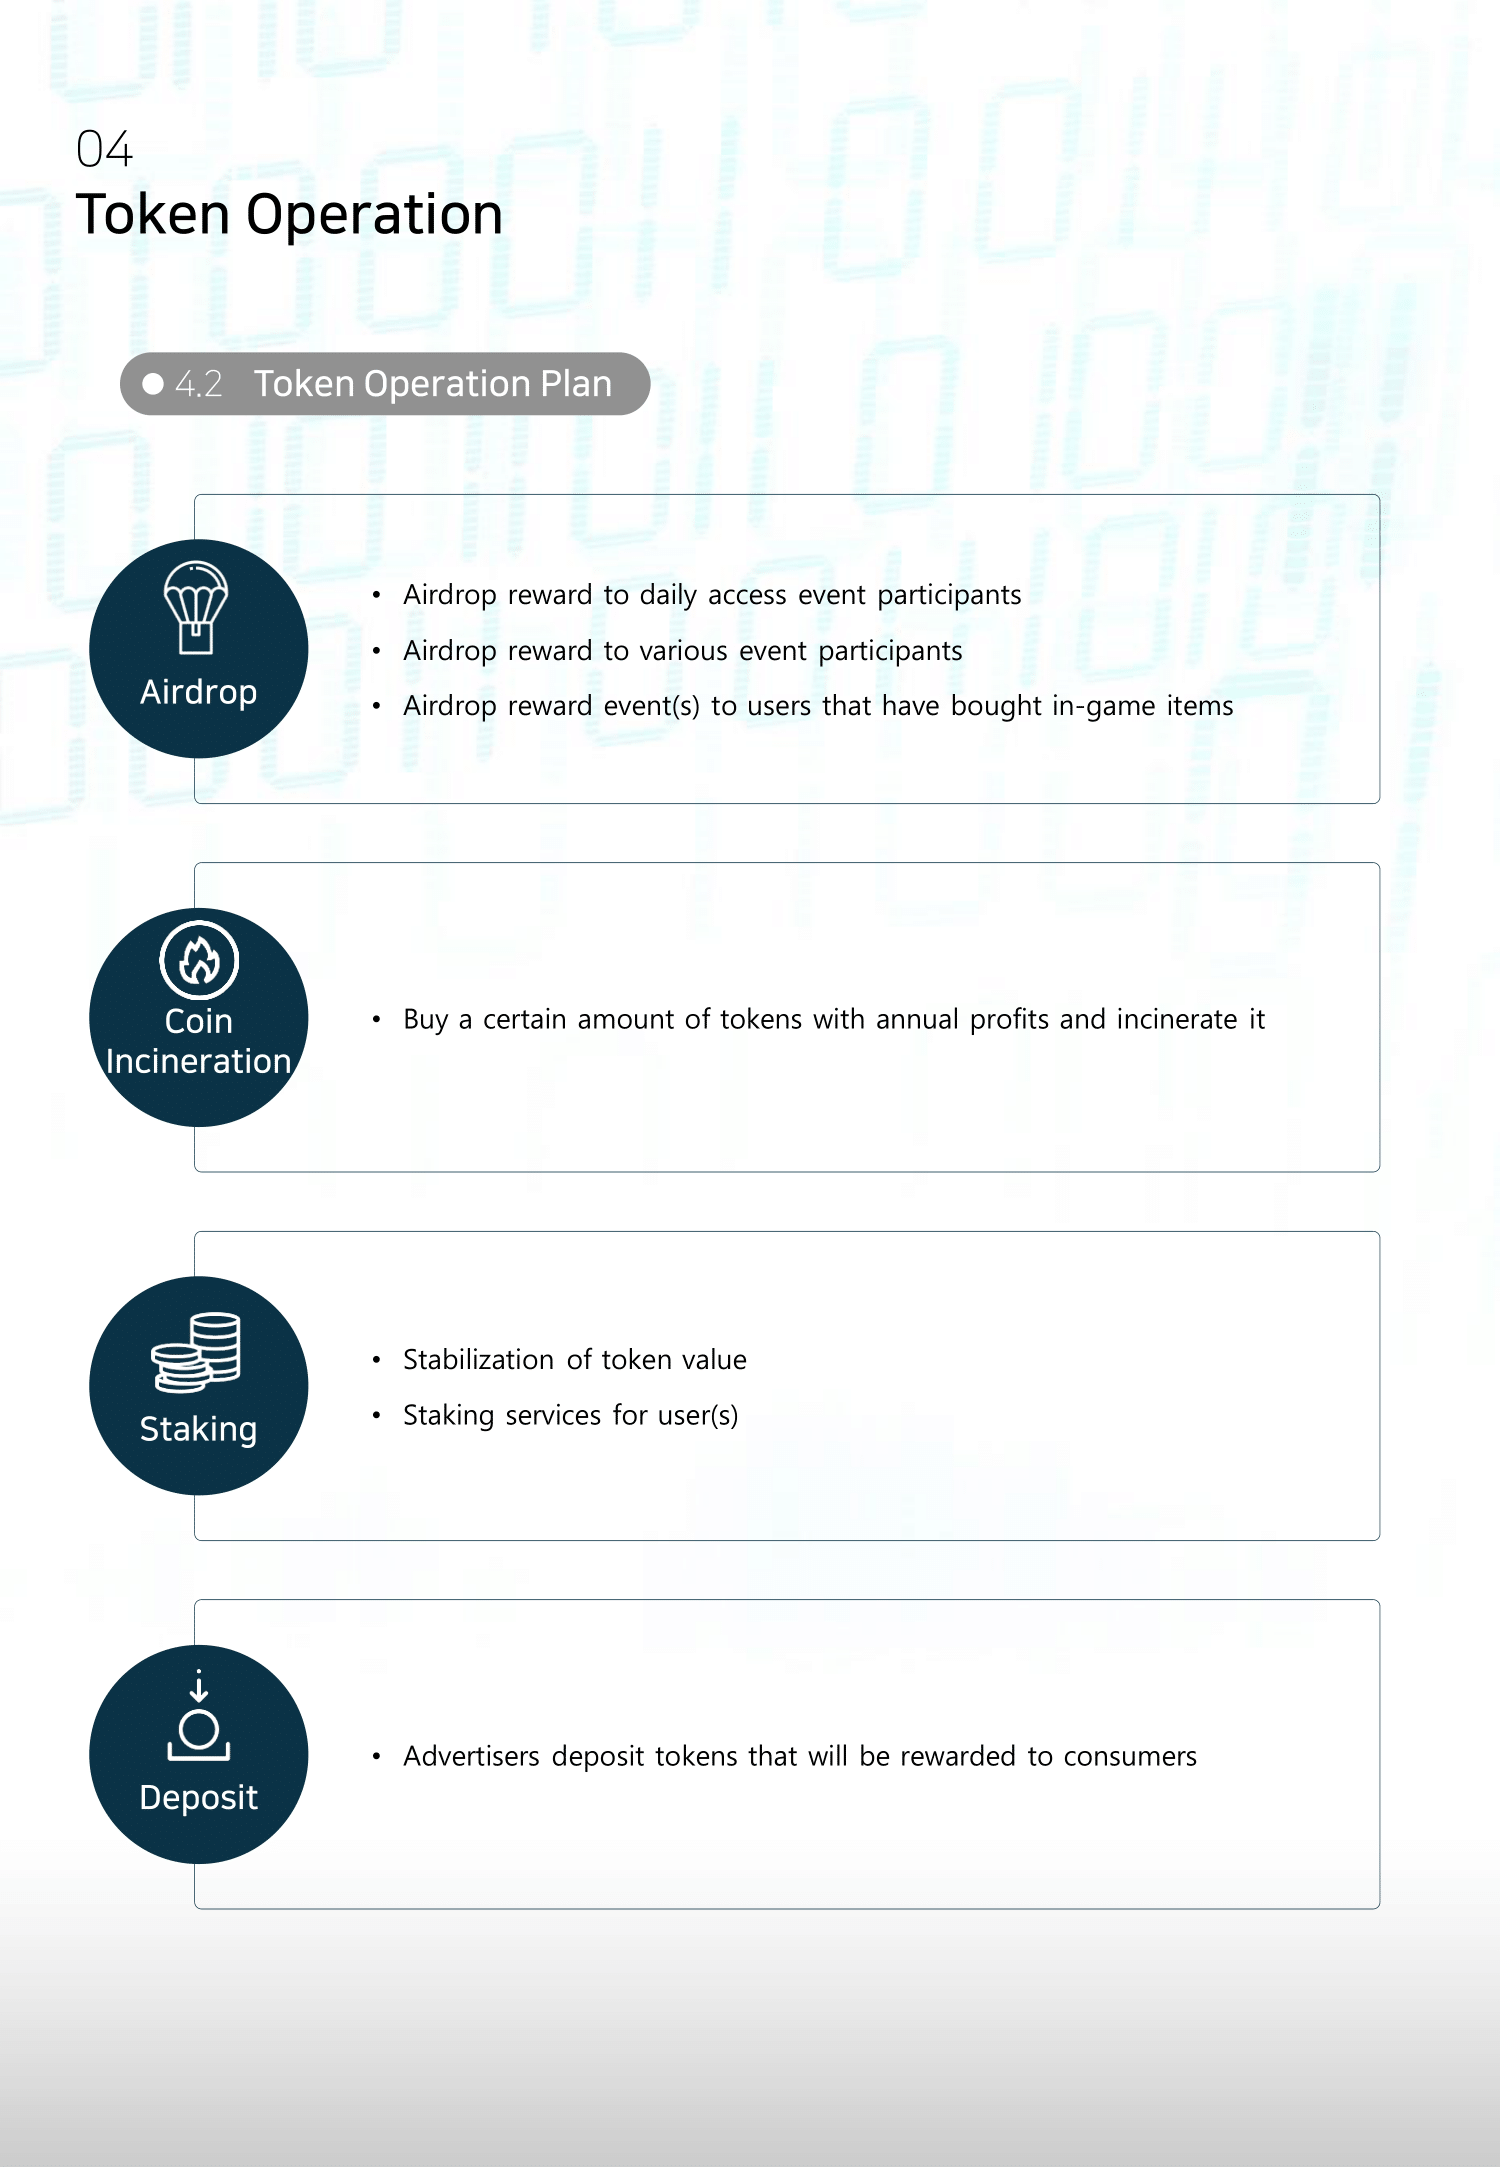 04
Token Operation
4.2 Token Operation Plan
Airdrop
• Airdrop reward to daily access event participants
• Airdrop reward to various event participants
• Airdrop reward event(s) to users that have bought in-game items
Coin
Incineration
• Buy a certain amount of tokens with annual profits and incinerate it
Staking
• Stabilization of token value
• Staking services for user(s)
Deposit
• Advertisers deposit tokens that will be rewarded to consumers